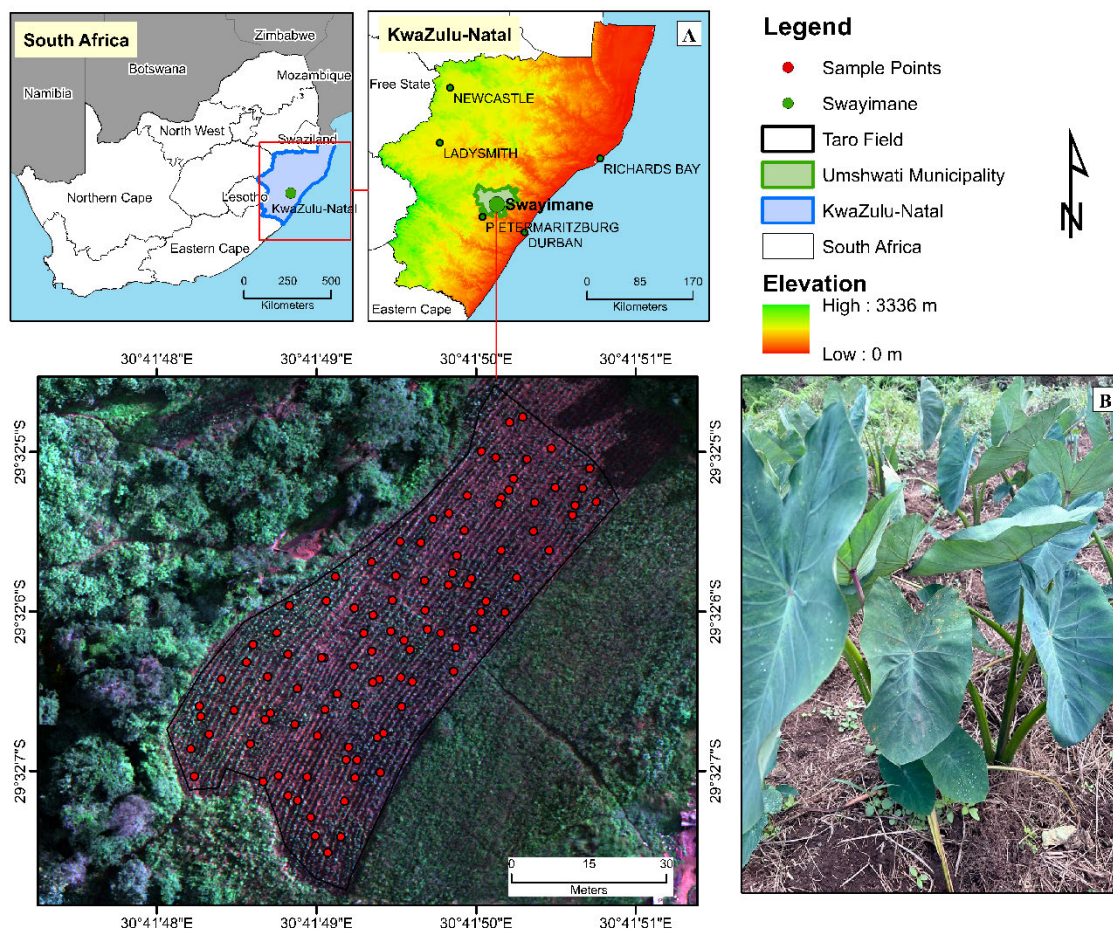 South Africa
Zimbabwe
Botswana
Mozambique
Namibia
North West
Swaziland
Northern Cape
Lesotho
KwaZulu-Natal
Eastern Cape
0 250 500
Kilometers
KwaZulu-Natal
A
Free State
NEWCASTLE
LADYSMITH
RICHARDS BAY
Swayimane
PIETERMARITZBURG
DURBAN
Eastern Cape
0 85 170
Kilometers
Legend
Sample Points
Swayimane
Taro Field
Umshwati Municipality
KwaZulu-Natal
South Africa
N
Elevation
High : 3336 m
Low : 0 m
30°41'48"E 30°41'49"E 30°41'50"E 30°41'51"E
29°32'5"S 29°32'5"S
29°32'6"S 29°32'6"S
29°32'7"S 29°32'7"S
0 15 30
Meters
30°41'48"E 30°41'49"E 30°41'50"E 30°41'51"E
B